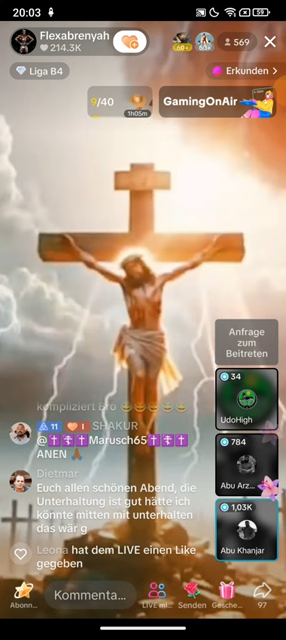 20:03
59
Flexabrenyah
214.3K
569
Liga B4
Erkunden >
9/40
1h05m
GamingOnAir
Anfrage
zum
Beitreten
34
UdoHigh
784
Abu Arz...
1,03K
Abu Khanjar
kompliziert Bro 😂😂😂😂😂
11 SHAKUR
@✝️☦️✝️Marusch65✝️☦️✝️
ANEN 🙏🏾
Dietmar
Euch allen schönen Abend, die
Unterhaltung ist gut hätte ich
könnte mitten mit unterhalten
das wär g
Leona hat dem LIVE einen Like
gegeben
Abonn...
Kommenta...
LIVE mi...
Senden
Gesche...
97